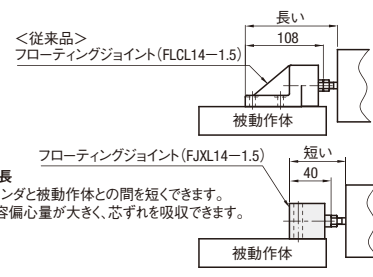 長い
<従来品>
108
フローティングジョイント(FLCL14－1.5)
被動作体
フローティングジョイント(FJXL14－1.5)
短い
長
40
ンダと被動作体との間を短くできます。
容偏心量が大きく、芯ずれを吸収できます。
被動作体